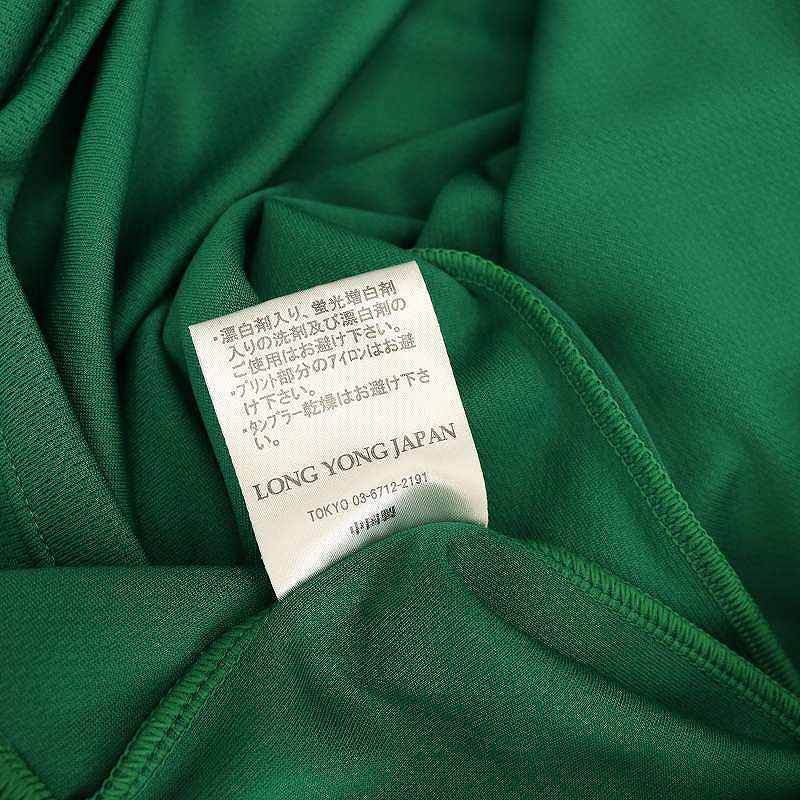 ・漂白剤入り、蛍光増白剤
入りの洗剤及び漂白剤の
ご使用はお避け下さい。
・プリント部分のアイロンはお避
け下さい。
・タンブラー乾燥はお避け下さ
い。
LONG YONG JAPAN
TOKYO 03-6712-2191
中国製